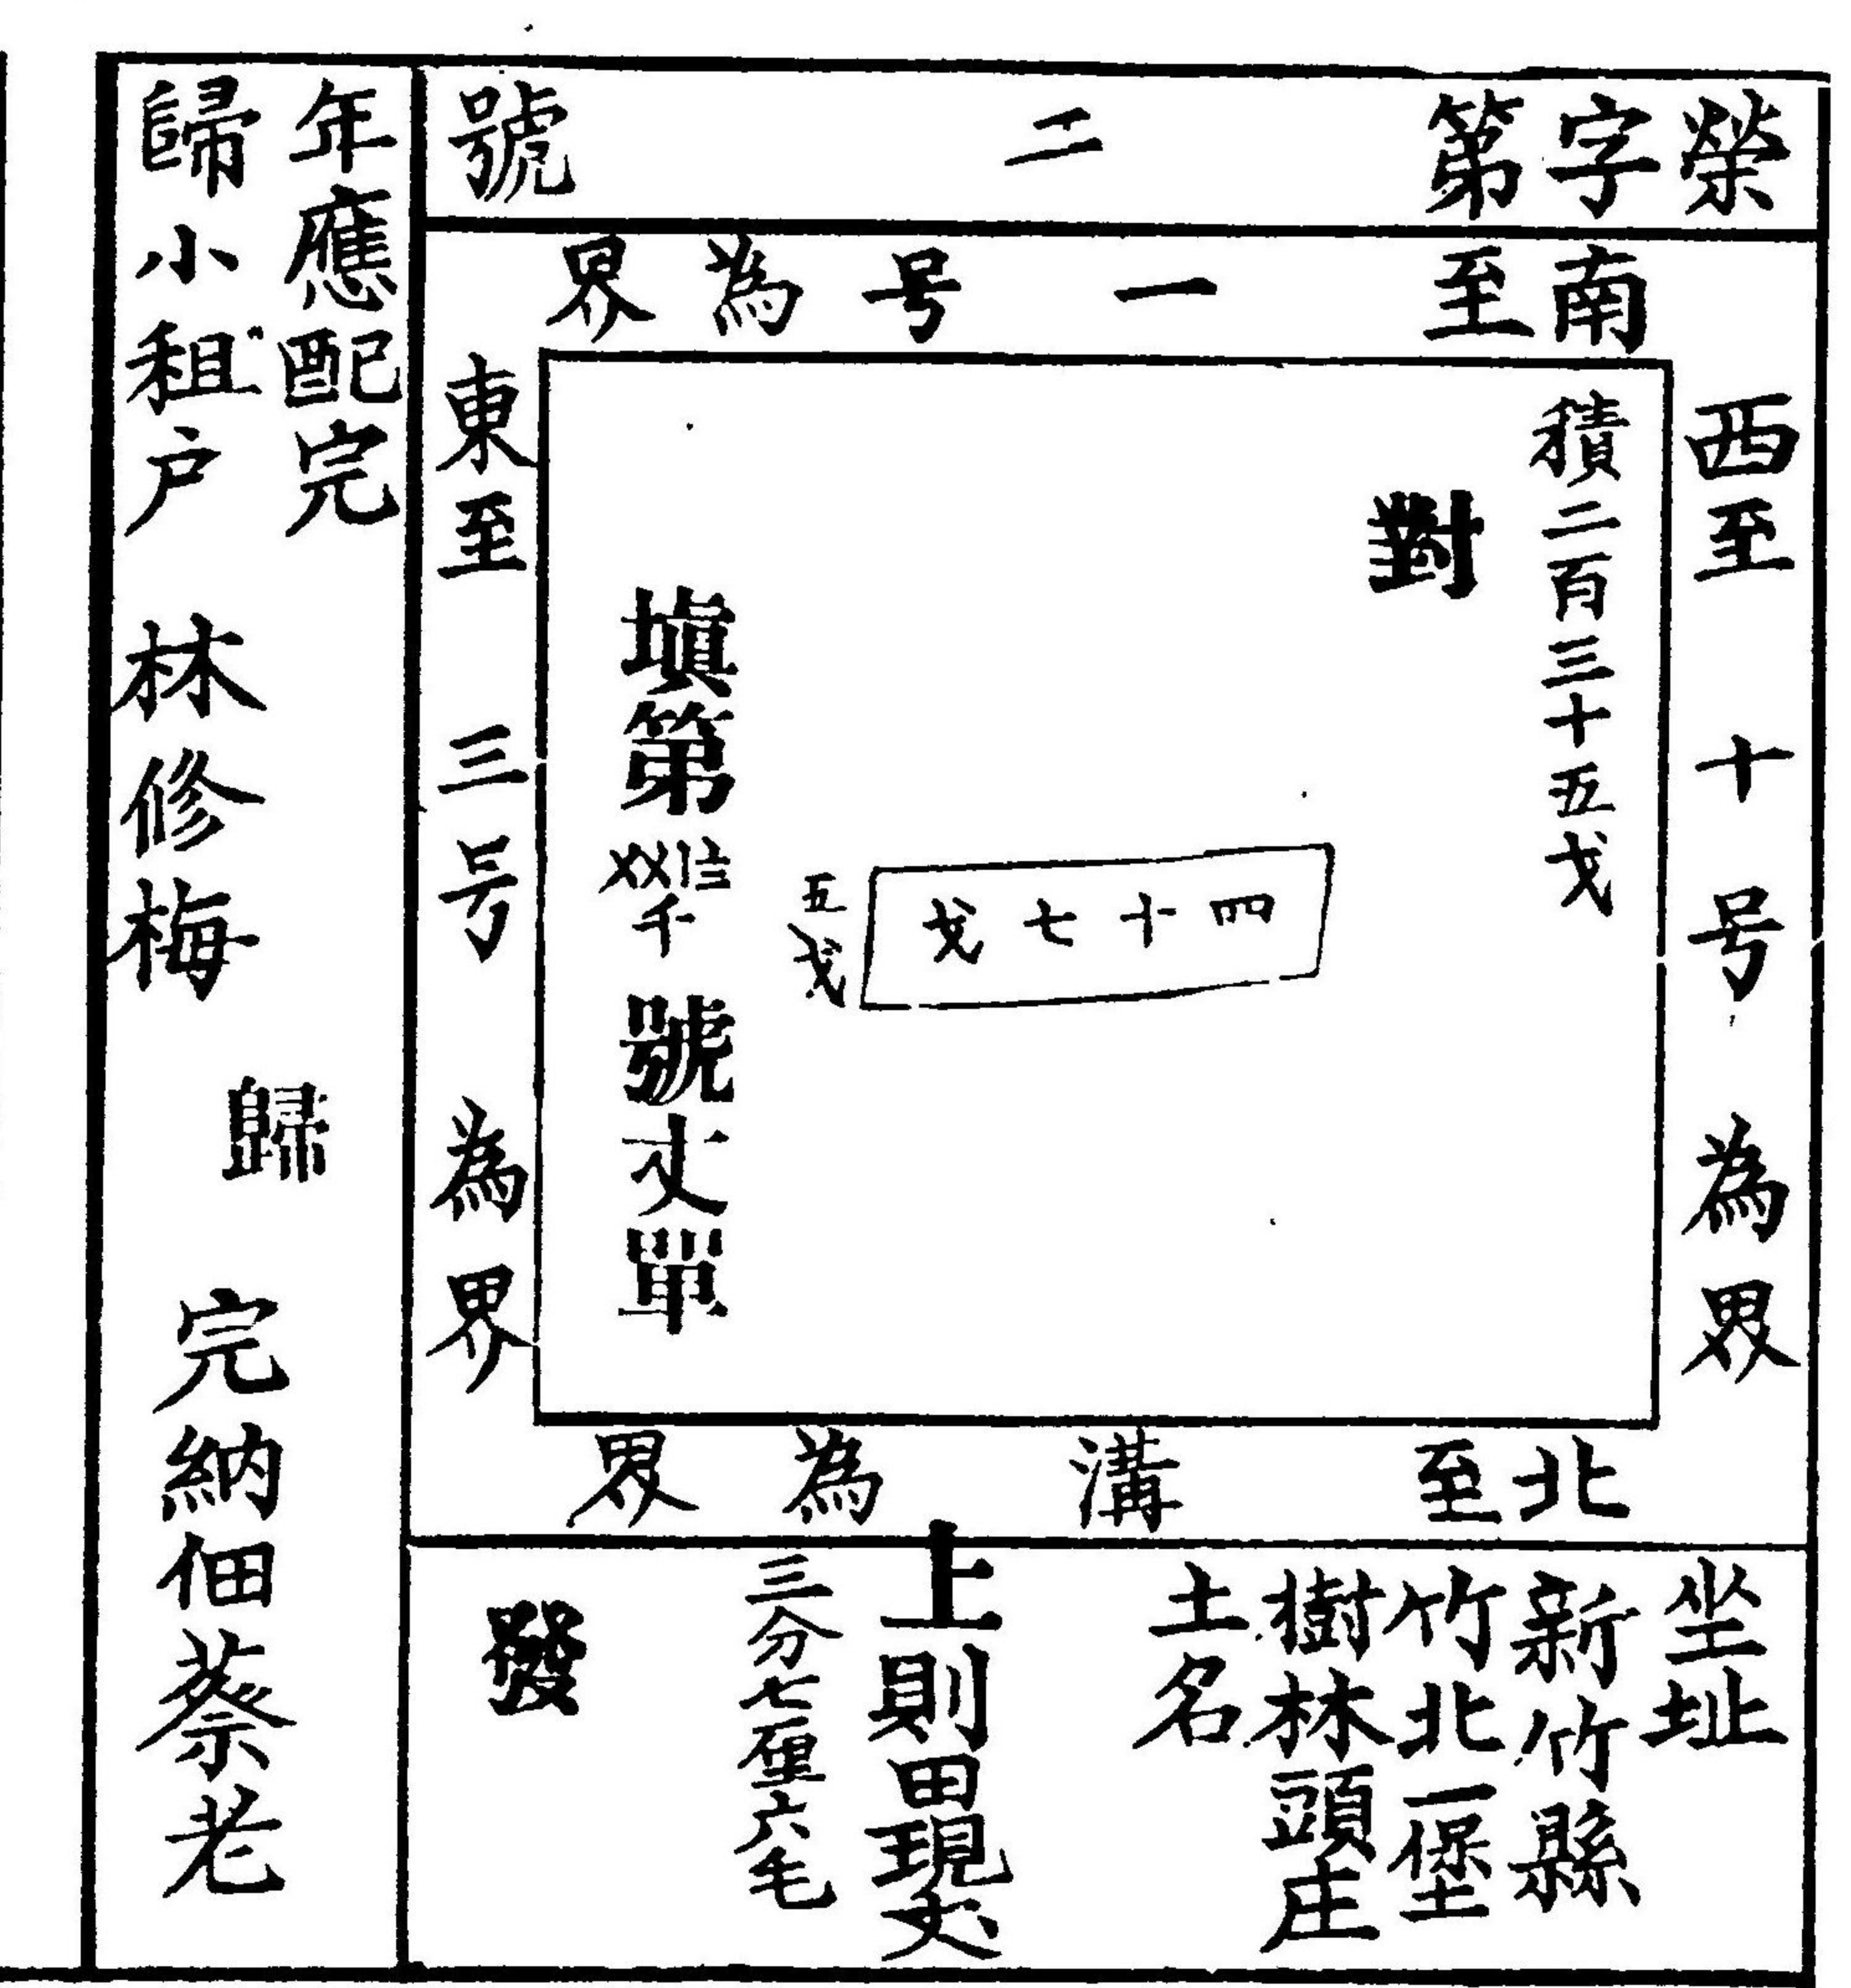 榮字第二號
南至一号為界
西至十号為界
積二百三十五戈
對
四十七戈
五戈
填第
號丈單
東至三号為界
北至溝為界
坐址
新竹縣
竹北一堡
樹林頭庄
土名
上則田現丈
三分七厘六毛
發
年應配完
歸小租戶林修梅
歸
完納佃蔡老